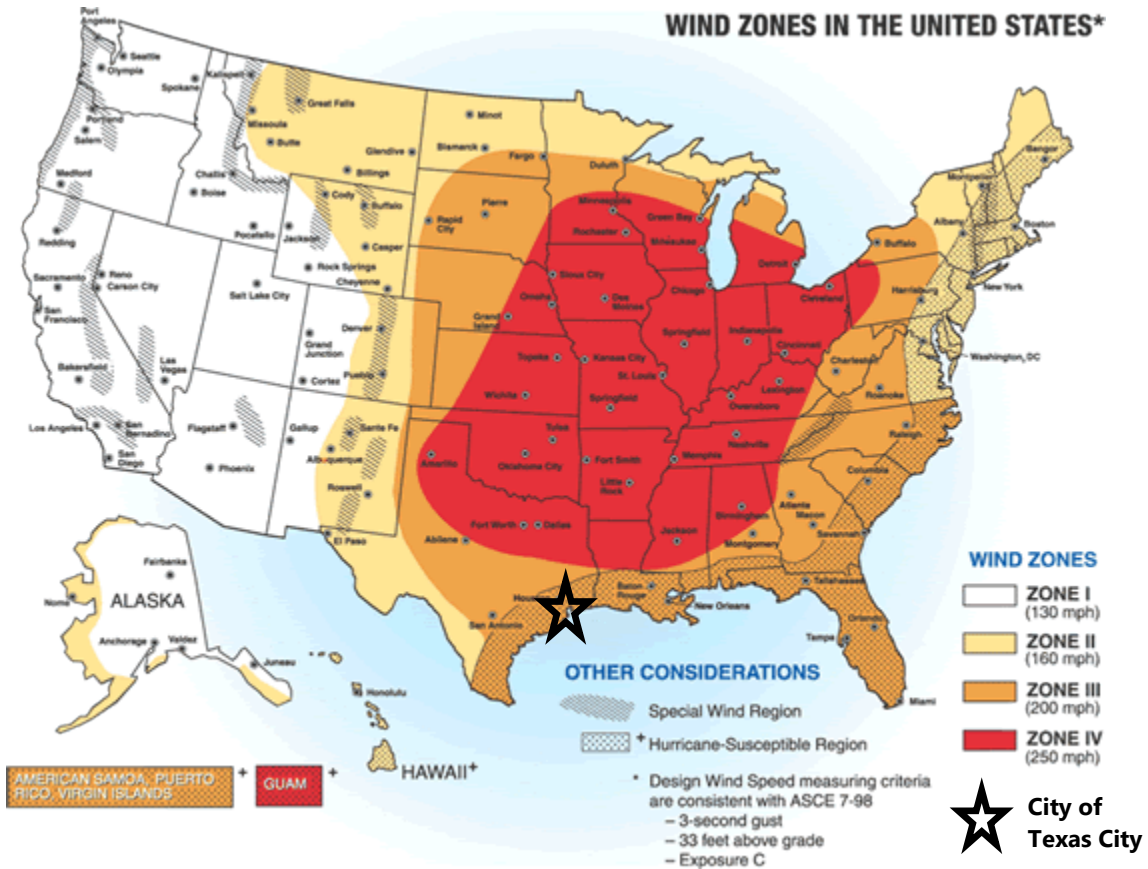 WIND ZONES IN THE UNITED STATES*
Port
Angeles
Seattle
Olympia
Spokane
Kalispell
Great Falls
Missoula
Butte
Glendive
Billings
Minot
Bismarck
Fargo
Duluth
Bangor
Montpelier
Portland
Salem
Medford
Challis
Boise
Pocatello
Cody
Buffalo
Jackson
Casper
Rock Springs
Cheyenne
Pierre
Rapid
City
Minneapolis
Rochester
Green Bay
Milwaukee
Detroit
Chicago
Cleveland
Buffalo
Albany
Boston
New York
Harrisburg
Washington, DC
Redding
Sacramento
Reno
Carson City
San
Francisco
Salt Lake City
Sioux City
Omaha
Des
Moines
Grand
Island
Denver
Grand
Junction
Pueblo
Cortez
Las
Vegas
Bakersfield
Topeka
Kansas City
St. Louis
Springfield
Indianapolis
Cincinnati
Charleston
Roanoke
Lexington
Owensboro
Wichita
Springfield
Nashville
Raleigh
Los Angeles
San
Bernadino
San
Diego
Flagstaff
Phoenix
Gallup
Sante Fe
Albuquerque
Roswell
El Paso
Amarillo
Tulsa
Oklahoma City
Fort Smith
Little
Rock
Memphis
Columbia
Atlanta
Macon
Savannah
Birmingham
Montgomery
Jackson
Fort Worth
Dallas
Abilene
San Antonio
Baton
Rouge
New Orleans
Tallahassee
Orlando
Tampa
Miami
Fairbanks
Nome
ALASKA
Anchorage
Valdez
Juneau
Honolulu
HAWAII+
AMERICAN SAMOA, PUERTO
RICO, VIRGIN ISLANDS
+
GUAM
+
OTHER CONSIDERATIONS
Special Wind Region
+ Hurricane-Susceptible Region
* Design Wind Speed measuring criteria
are consistent with ASCE 7-98
– 3-second gust
– 33 feet above grade
– Exposure C
WIND ZONES
ZONE I
(130 mph)
ZONE II
(160 mph)
ZONE III
(200 mph)
ZONE IV
(250 mph)
City of
Texas City